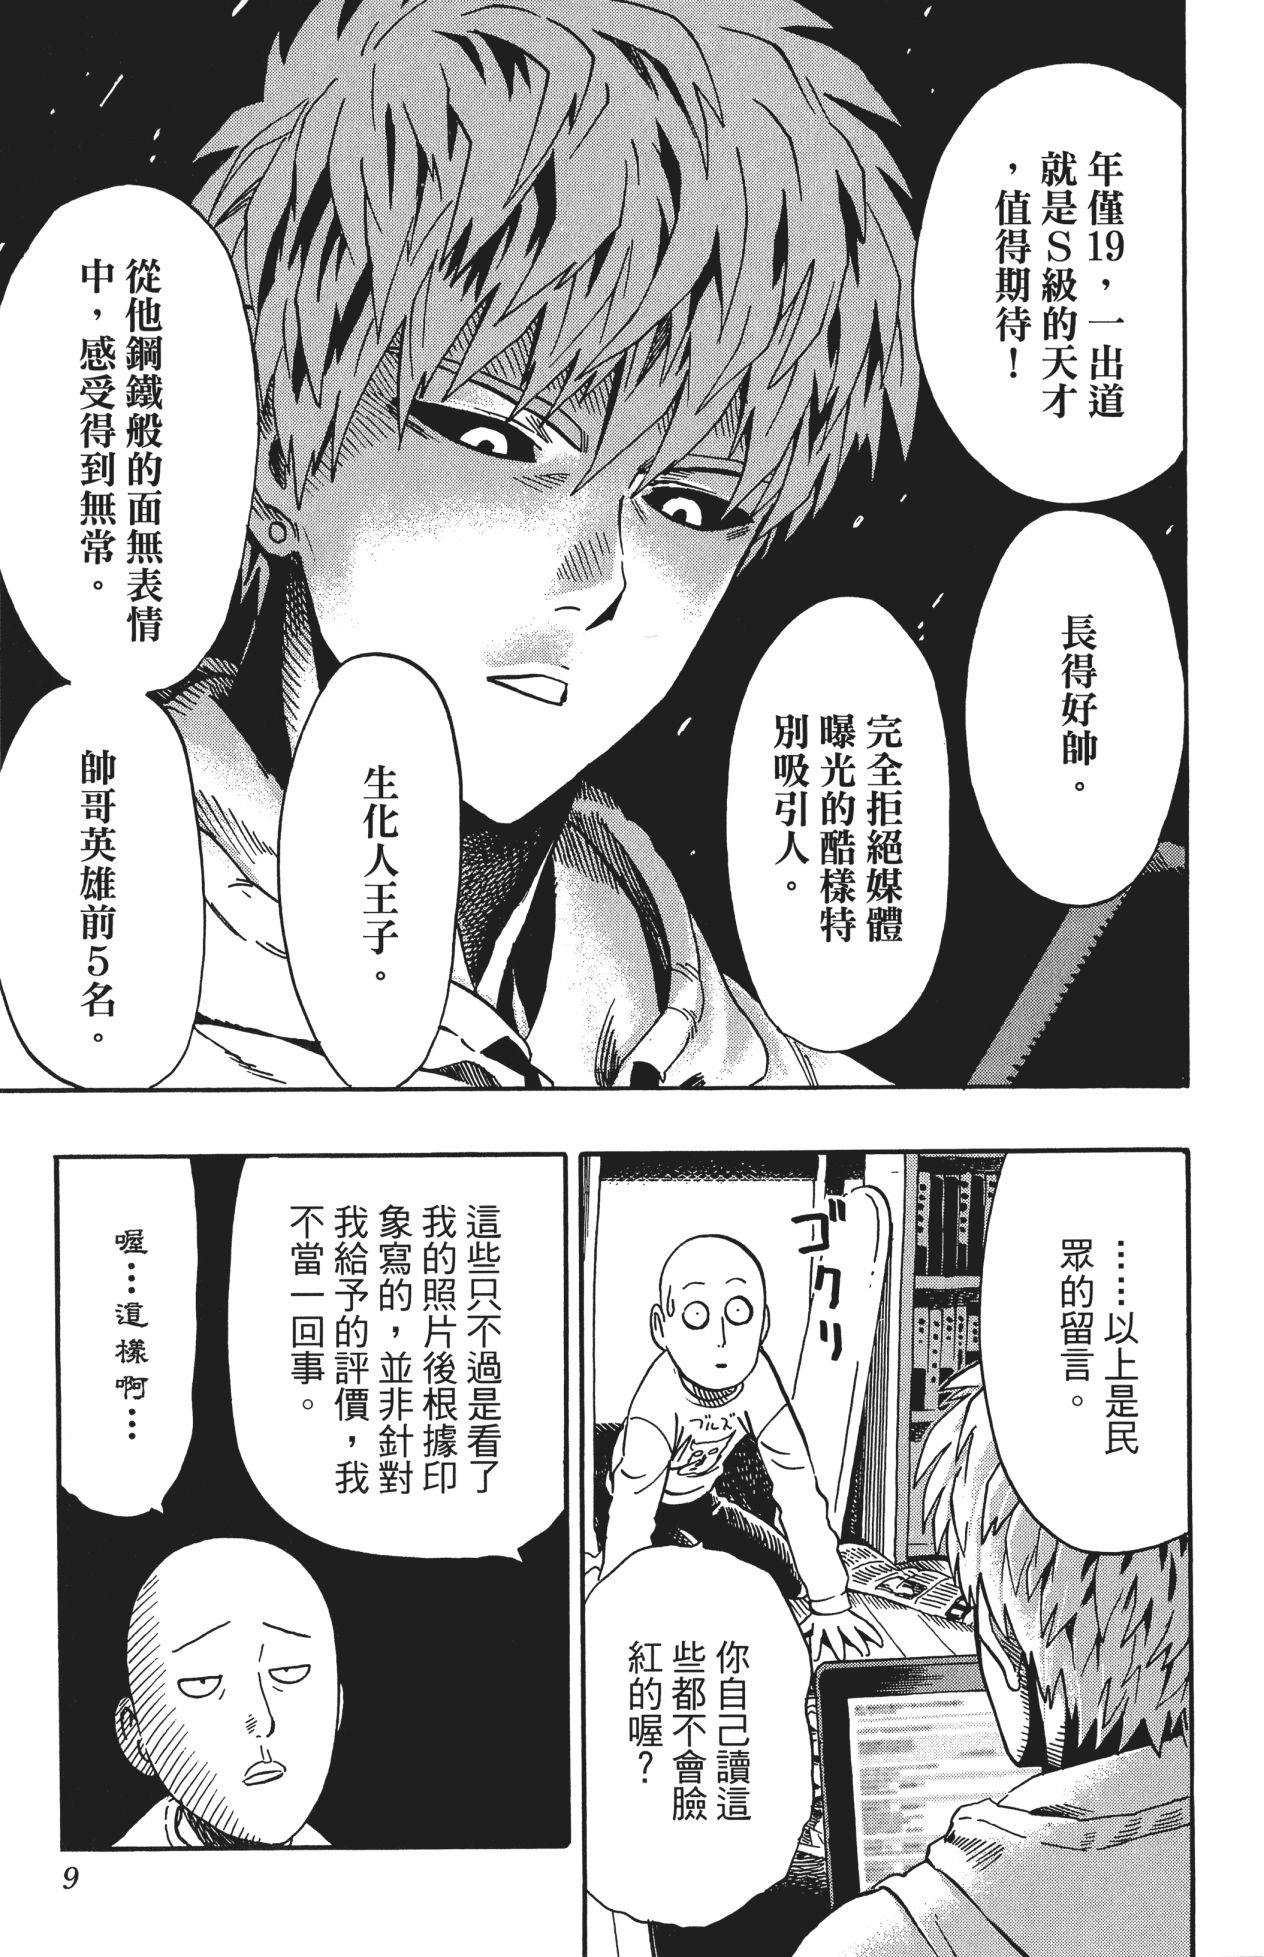 年僅19，一出道
就是S級的天才
，值得期待！
長得好帥。
完全拒絕媒體
曝光的酷樣特
別吸引人。
生化人王子。
從他鋼鐵般的面無表情
中，感受得到無常。
帥哥英雄前5名。
……以上是民
眾的留言。
ゴクリ
ブルズ
你自己讀這
些都不會臉
紅的喔？
這些只不過是看了
我的照片後根據印
象寫的，並非針對
我給予的評價，我
不當一回事。
喔…這樣啊…
9